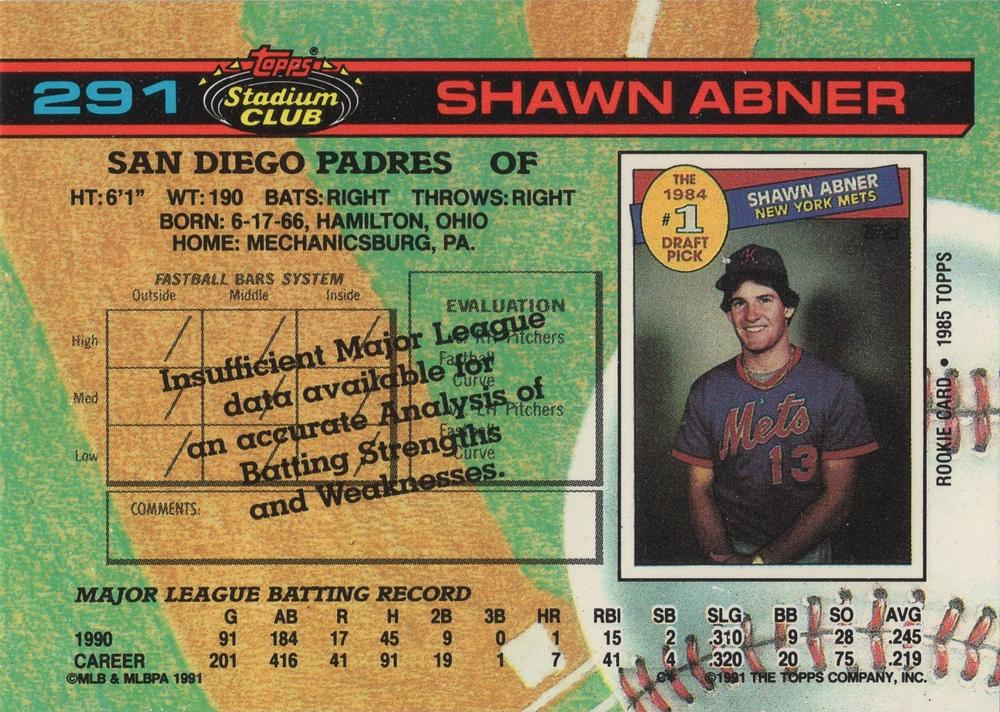 291
Topps®
Stadium
CLUB
SHAWN ABNER
SAN DIEGO PADRES OF
HT: 6'1" WT: 190 BATS: RIGHT THROWS: RIGHT
BORN: 6-17-66, HAMILTON, OHIO
HOME: MECHANICSBURG, PA.
FASTBALL BARS SYSTEM
Outside Middle Inside
High
Med
Low
EVALUATION
Pitchers
Fastball
Curve
Pitchers
Fastball
Curve
Insufficient Major League
data available for
an accurate Analysis of
Batting Strengths
and Weaknesses.
COMMENTS:
THE
1984
#1
DRAFT
PICK
SHAWN ABNER
NEW YORK METS
K
Mets
13
ROOKIE CARD • 1985 TOPPS
MAJOR LEAGUE BATTING RECORD
G AB R H 2B 3B HR RBI SB SLG BB SO AVG
1990 91 184 17 45 9 0 1 15 2 .310 9 28 .245
CAREER 201 416 41 91 19 1 7 41 4 .320 20 75 .219
©MLB & MLBPA 1991 C* ©1991 THE TOPPS COMPANY, INC.